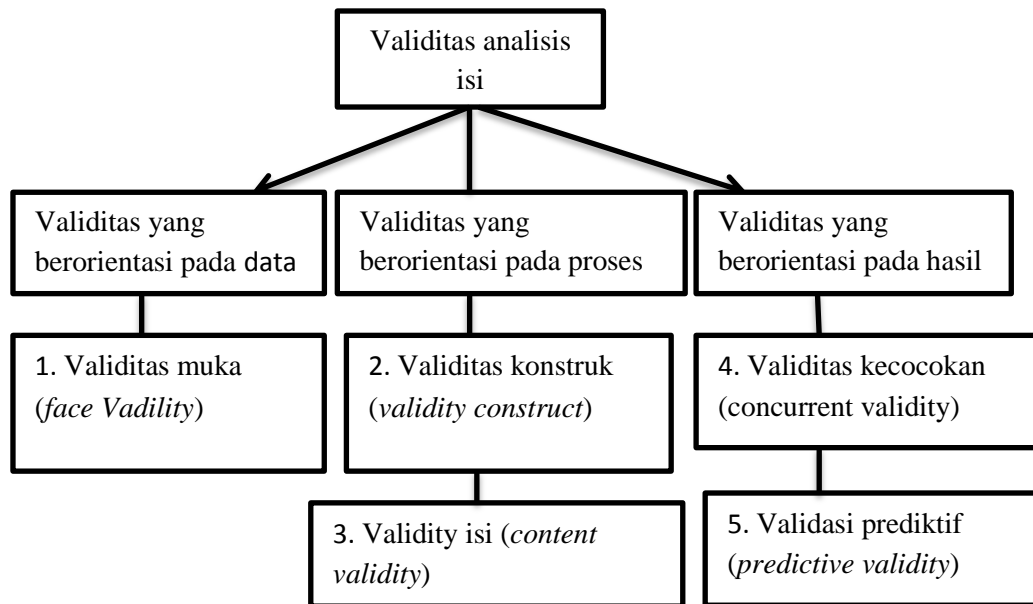 Validitas analisis
isi
Validitas yang
berorientasi pada data
Validitas yang
berorientasi pada proses
Validitas yang
berorientasi pada hasil
1. Validitas muka
(face Vadility)
2. Validitas konstruk
(validity construct)
4. Validitas kecocokan
(concurrent validity)
3. Validity isi (content
validity)
5. Validasi prediktif
(predictive validity)